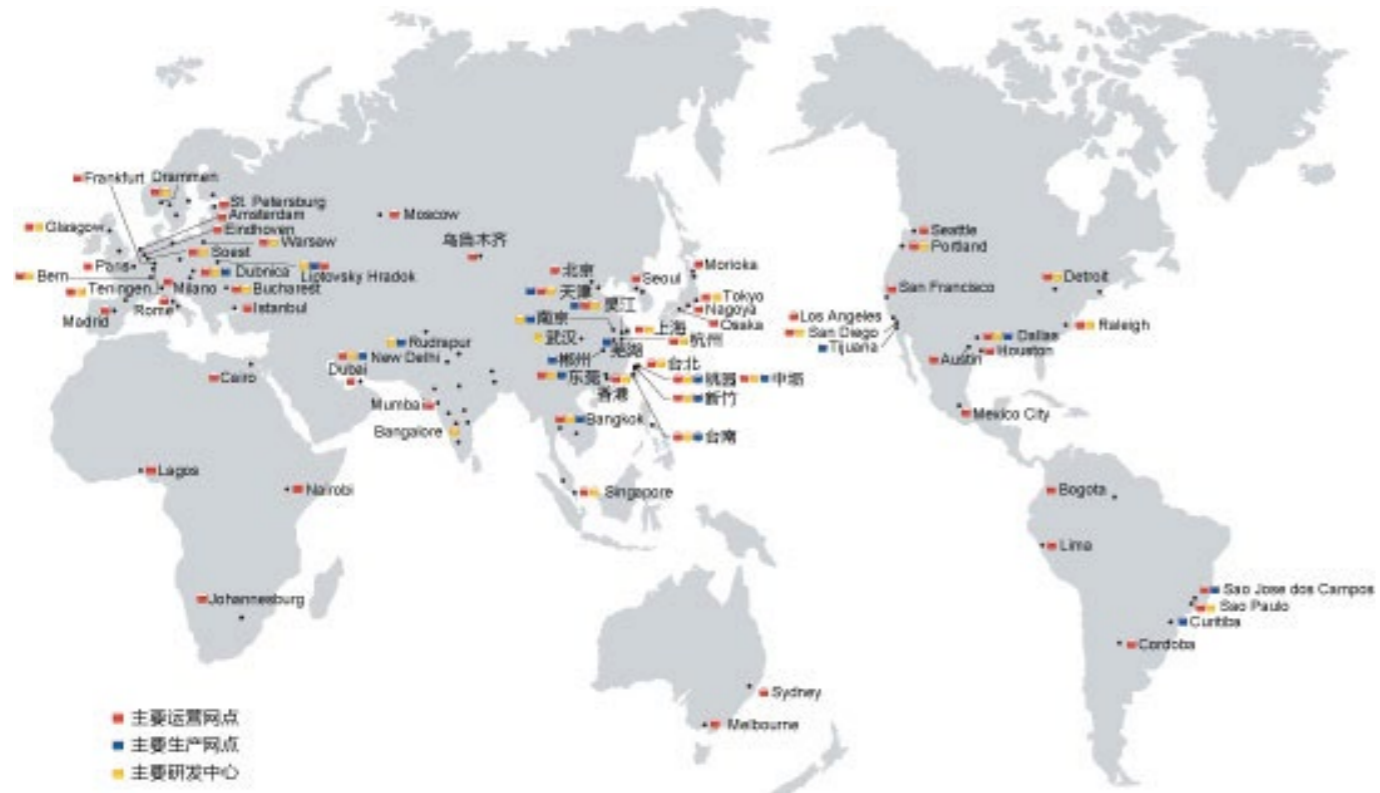 Frankfurt
Drammen
St. Petersburg
Amsterdam
Eindhoven
Glasgow
Soest
Warsaw
Moscow
乌鲁木齐
Paris
Bern
Dubnica
Liptovsky Hradok
Teningen
Milano
Bucharest
Madrid
Rome
Istanbul
北京
Seoul
Morioka
天津
吴江
Tokyo
Nagoya
Osaka
南京
上海
武汉
杭州
芜湖
郴州
台北
东莞
香港
桃园
中坜
新竹
台南
Rudrapur
New Delhi
Dubai
Cairo
Mumbai
Bangalore
Bangkok
Singapore
Lagos
Nairobi
Johannesburg
Sydney
Melbourne
Seattle
Portland
Detroit
San Francisco
Los Angeles
San Diego
Tijuana
Dallas
Raleigh
Houston
Austin
Mexico City
Bogota
Lima
Sao Jose dos Campos
Sao Paulo
Curitiba
Cordoba
主要运营网点
主要生产网点
主要研发中心